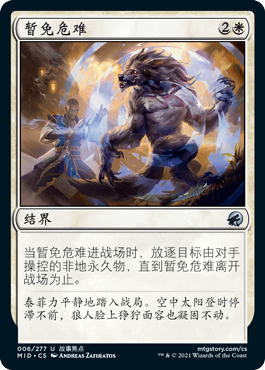 暂免危难 2
结界
当暂免危难进战场时，放逐目标由对手
操控的非地永久物，直到暂免危难离开
战场为止。
泰菲力平静地踏入战局。空中太阳登时停
滞不前，狼人脸上狰狞面容也凝固不动。
006/277 U 故事焦点
MID • CS ANDREAS ZAFIRATOS
mtgstory.com/cs
™ & © 2021 Wizards of the Coast